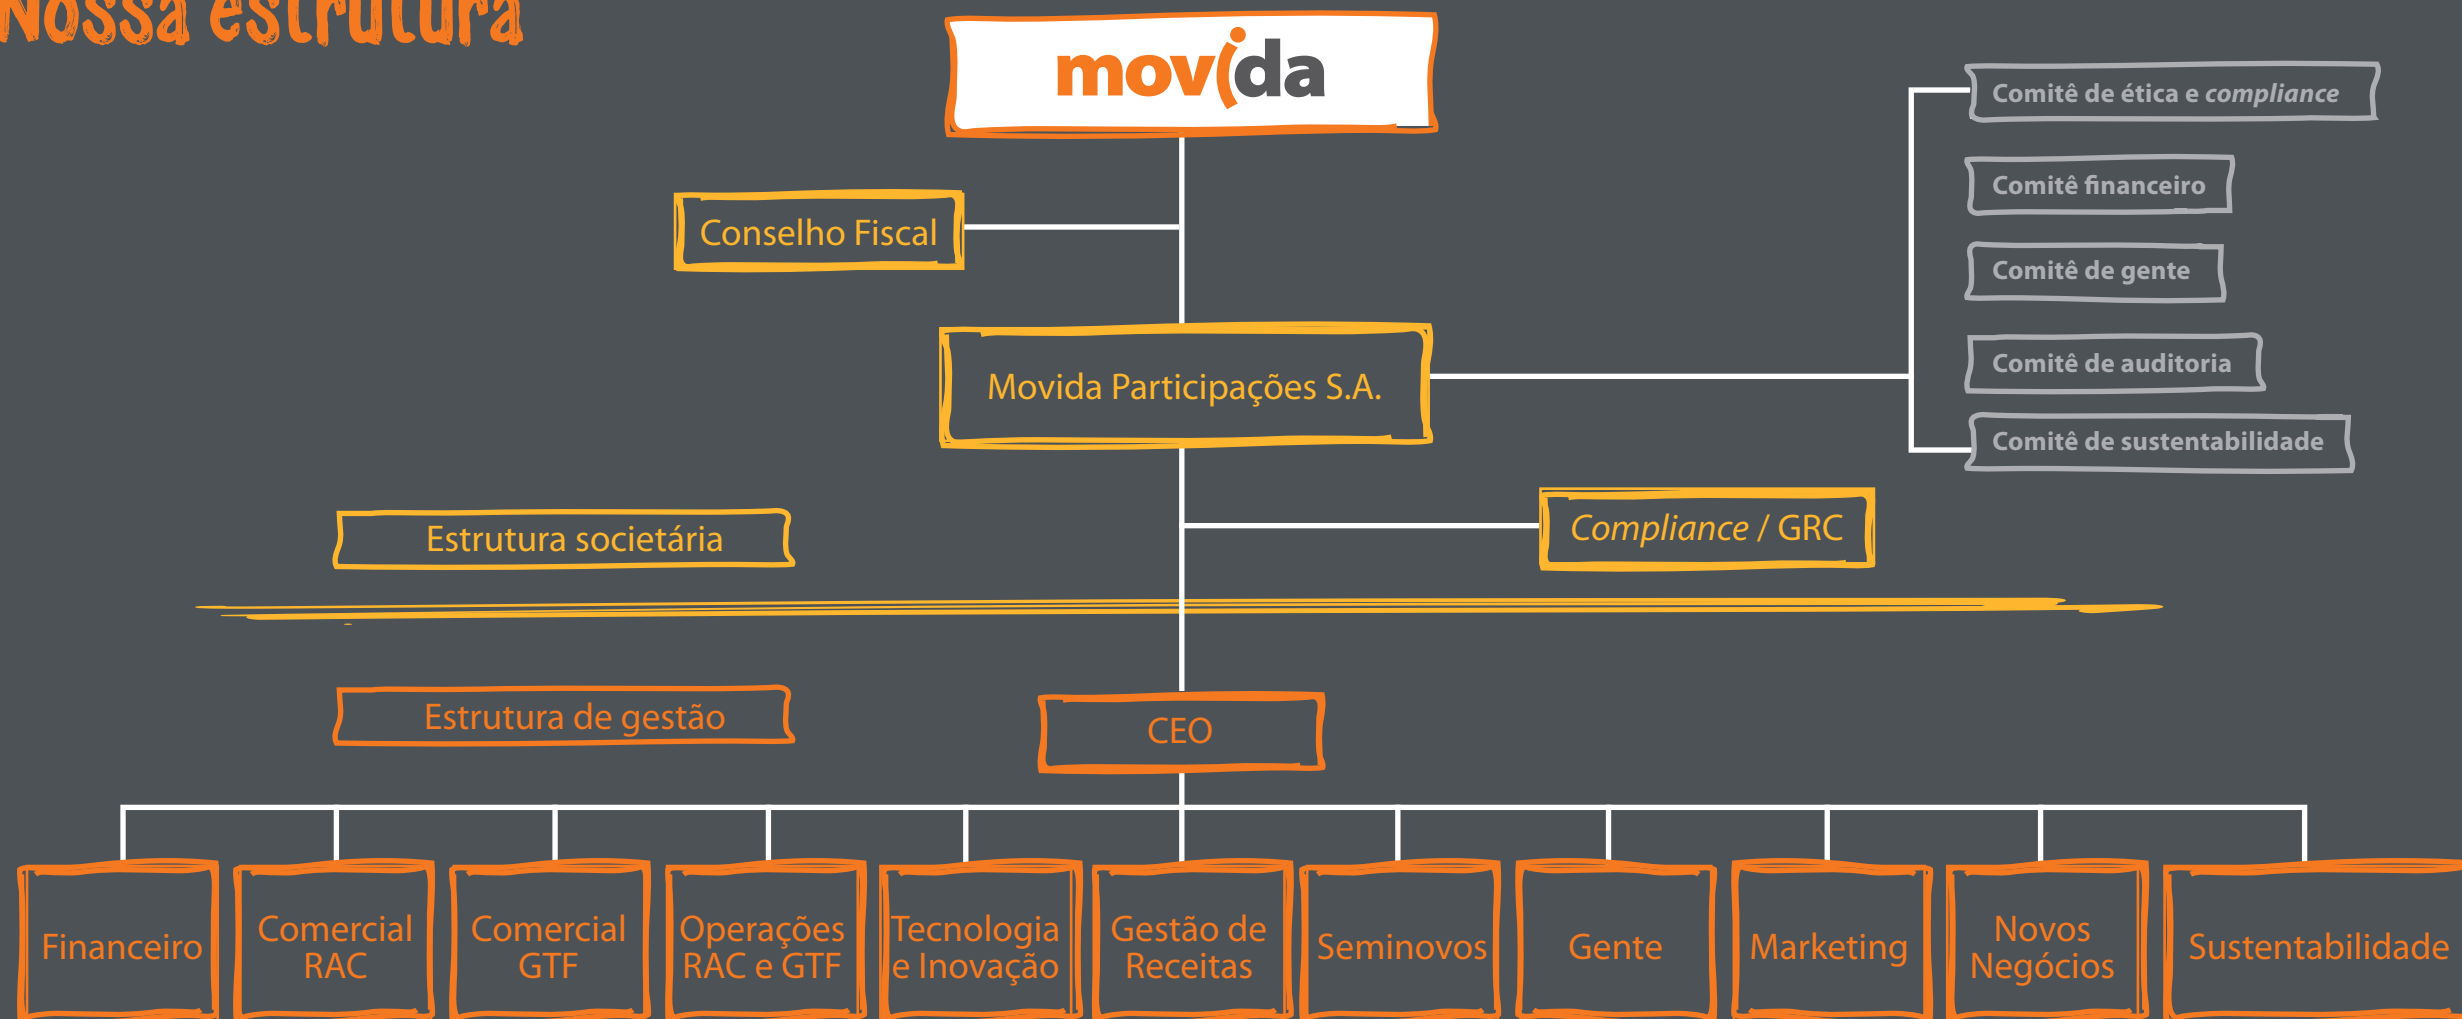 Nossa estrutura
movida
Comitê de ética e compliance
Comitê financeiro
Conselho Fiscal
Comitê de gente
Movida Participações S.A.
Comitê de auditoria
Comitê de sustentabilidade
Estrutura societária
Compliance / GRC
Estrutura de gestão
CEO
Financeiro
Comercial
RAC
Comercial
GTF
Operações
RAC e GTF
Tecnologia
e Inovação
Gestão de
Receitas
Seminovos
Gente
Marketing
Novos
Negócios
Sustentabilidade